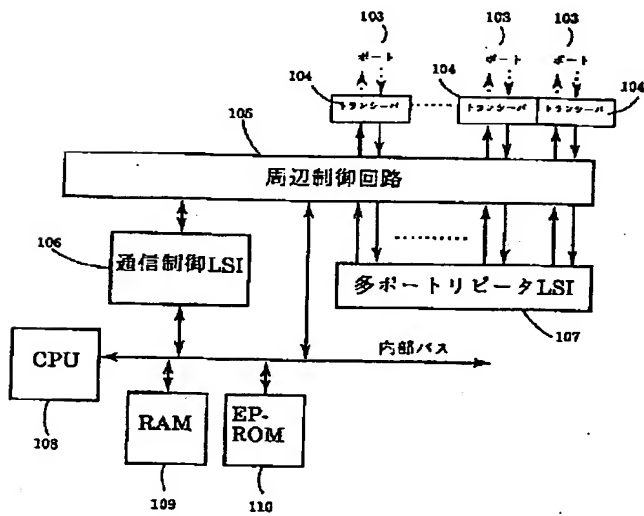 103 103 103
ポート ポート ポート
104 104
トランシーバ トランシーバ トランシーバ 104
105
周辺制御回路
106
通信制御LSI
多ポートリピータLSI
107
内部バス
CPU
108
RAM
109
EP-
ROM
110